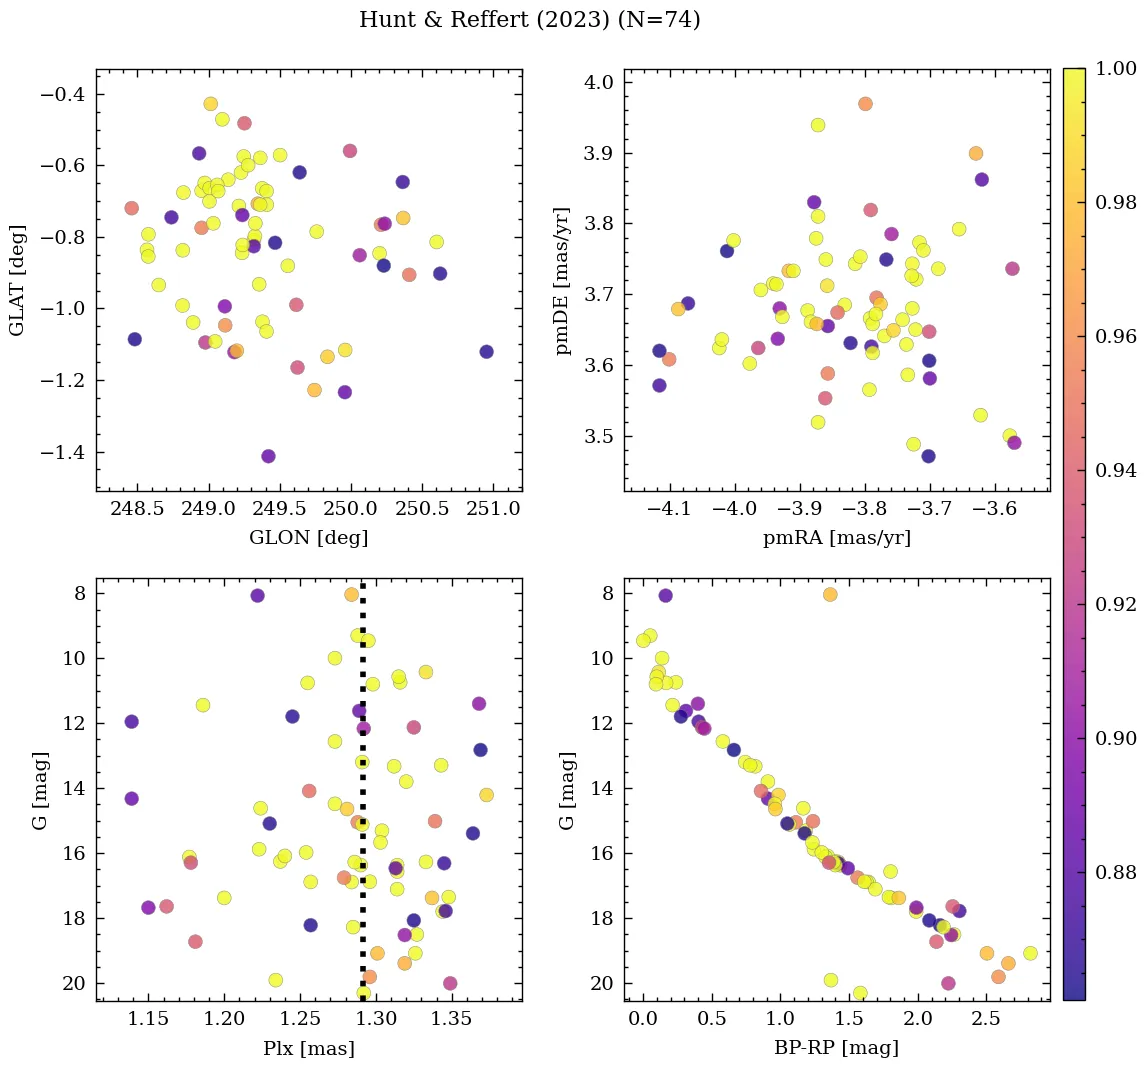 Hunt & Reffert (2023) (N=74)
−0.4
−0.6
−0.8
−1.0
−1.2
−1.4
GLAT [deg]
248.5 249.0 249.5 250.0 250.5 251.0
GLON [deg]
4.0
3.9
3.8
3.7
3.6
3.5
pmDE [mas/yr]
−4.1 −4.0 −3.9 −3.8 −3.7 −3.6
pmRA [mas/yr]
8
10
12
14
16
18
20
G [mag]
1.15 1.20 1.25 1.30 1.35
Plx [mas]
8
10
12
14
16
18
20
G [mag]
0.0 0.5 1.0 1.5 2.0 2.5
BP-RP [mag]
1.00
0.98
0.96
0.94
0.92
0.90
0.88